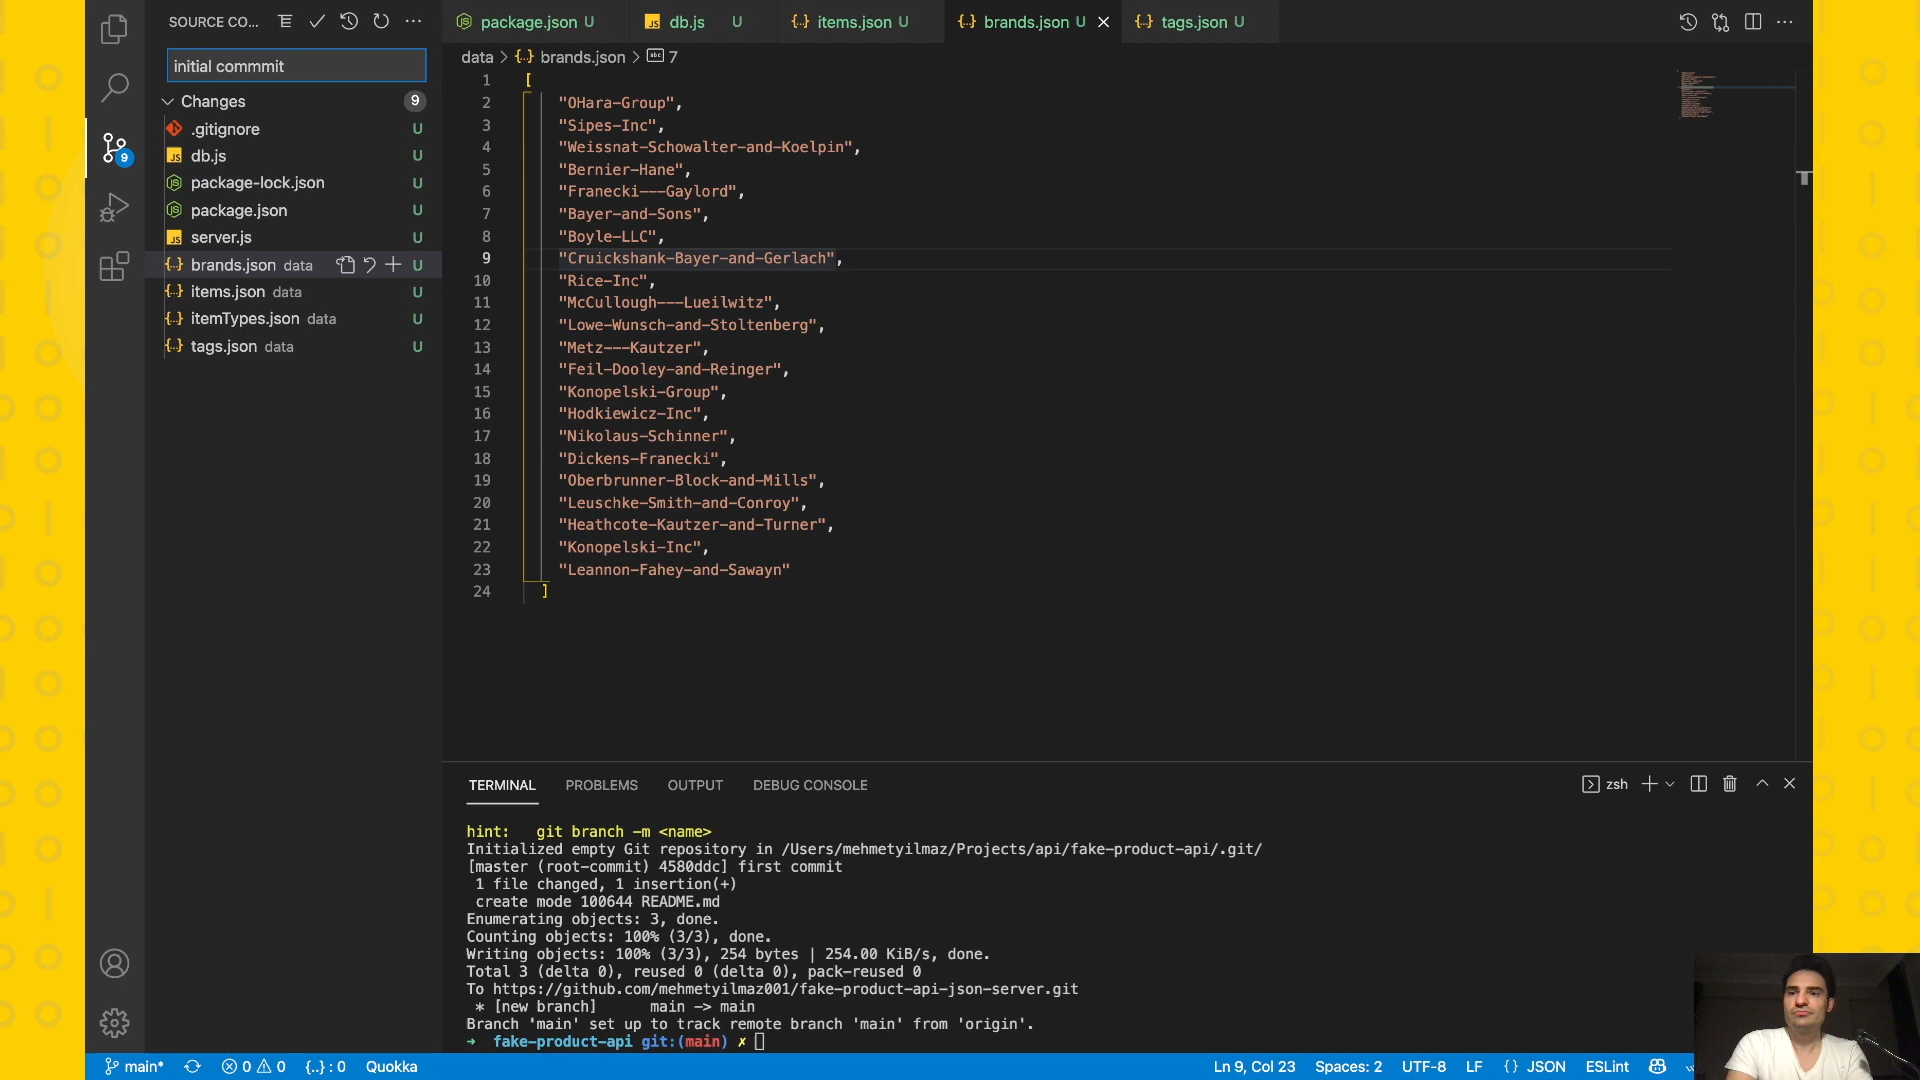 SOURCE CO...
initial commmit
Changes 9
.gitignore U
db.js U
package-lock.json U
package.json U
server.js U
brands.json data U
items.json data U
itemTypes.json data U
tags.json data U
9
package.json U
db.js U
items.json U
brands.json U
tags.json U
data > brands.json > 7
1 [
2 "OHara-Group",
3 "Sipes-Inc",
4 "Weissnat-Schowalter-and-Koelpin",
5 "Bernier-Hane",
6 "Franecki---Gaylord",
7 "Bayer-and-Sons",
8 "Boyle-LLC",
9 "Cruickshank-Bayer-and-Gerlach",
10 "Rice-Inc",
11 "McCullough---Lueilwitz",
12 "Lowe-Wunsch-and-Stoltenberg",
13 "Metz---Kautzer",
14 "Feil-Dooley-and-Reinger",
15 "Konopelski-Group",
16 "Hodkiewicz-Inc",
17 "Nikolaus-Schinner",
18 "Dickens-Franecki",
19 "Oberbrunner-Block-and-Mills",
20 "Leuschke-Smith-and-Conroy",
21 "Heathcote-Kautzer-and-Turner",
22 "Konopelski-Inc",
23 "Leannon-Fahey-and-Sawayn"
24 ]
TERMINAL PROBLEMS OUTPUT DEBUG CONSOLE zsh
hint: git branch -m <name>
Initialized empty Git repository in /Users/mehmetyilmaz/Projects/api/fake-product-api/.git/
[master (root-commit) 4580ddc] first commit
1 file changed, 1 insertion(+)
create mode 100644 README.md
Enumerating objects: 3, done.
Counting objects: 100% (3/3), done.
Writing objects: 100% (3/3), 254 bytes | 254.00 KiB/s, done.
Total 3 (delta 0), reused 0 (delta 0), pack-reused 0
To https://github.com/mehmetyilmaz001/fake-product-api-json-server.git
* [new branch] main -> main
Branch 'main' set up to track remote branch 'main' from 'origin'.
➜ fake-product-api git:(main) ✗
main* 0 0 {..} : 0 Quokka Ln 9, Col 23 Spaces: 2 UTF-8 LF {} JSON ESLint